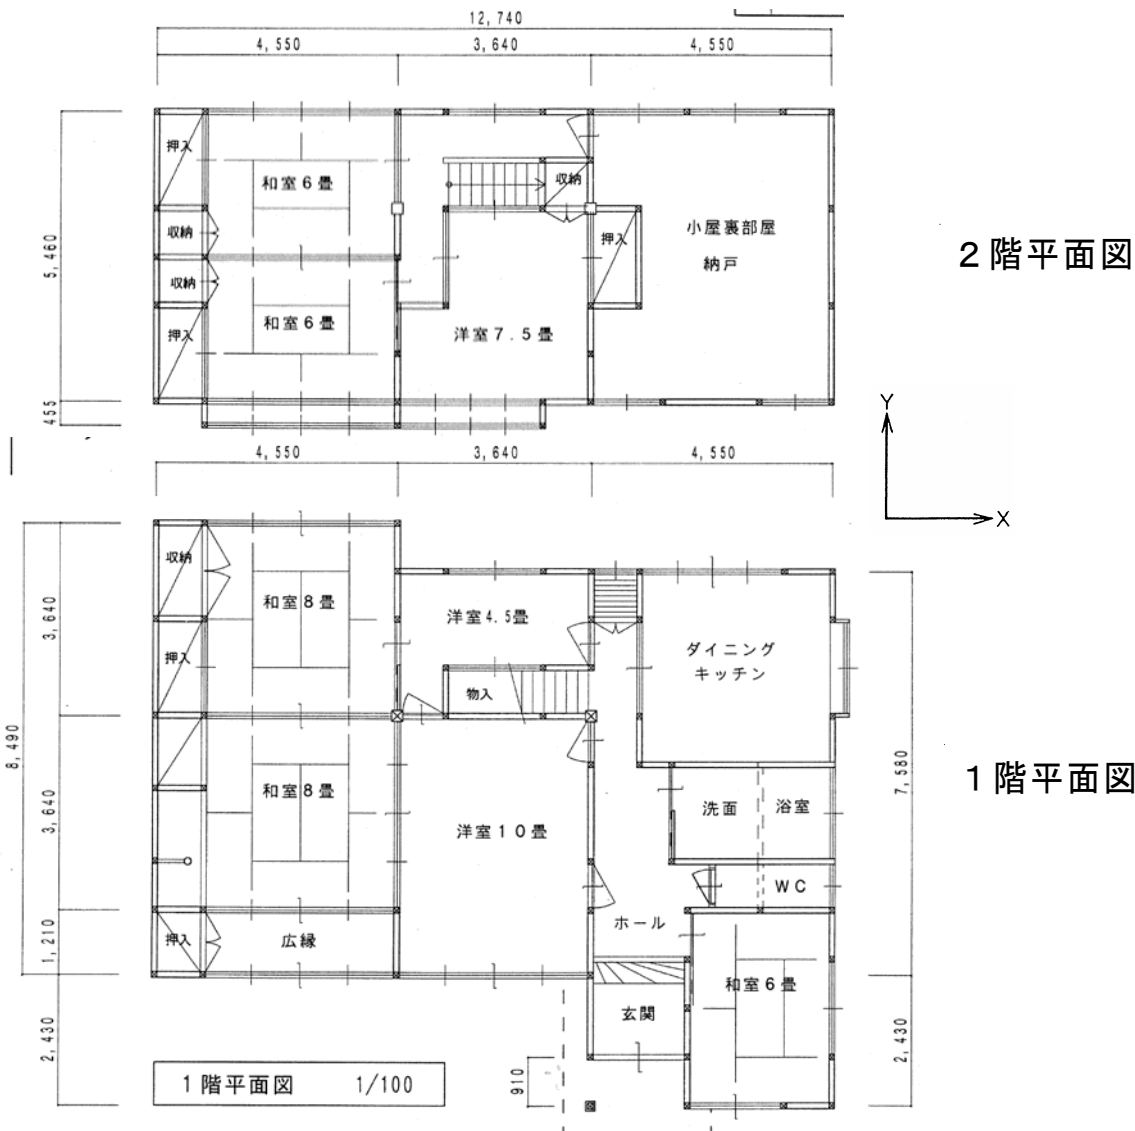 12,740
4,550 3,640 4,550
押入
和室6畳
収納
収納
和室6畳
押入
収納
押入
小屋裏部屋
納戸
洋室7.5畳
5,460
455
2階平面図
Y
X
4,550 3,640 4,550
収納
和室8畳
押入
洋室4.5畳
物入
ダイニング
キッチン
和室8畳
洋室10畳
洗面
浴室
WC
ホール
押入
広縁
玄関
和室6畳
8,490
3,640
3,640
1,210
2,430
7,580
2,430
910
1階平面図
1階平面図 1/100